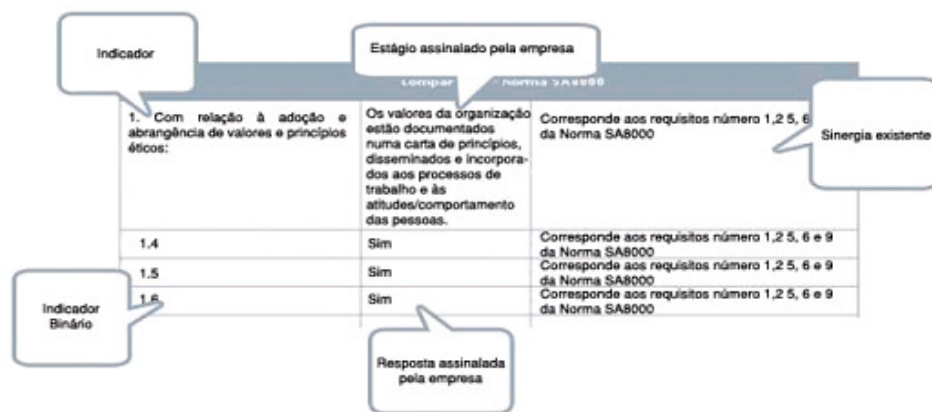 Indicador
Estágio assinalado pela empresa
Norma SA8000
1. Com relação à adoção e
abrangência de valores e princípios
éticos:
Os valores da organização
estão documentados
numa carta de princípios,
disseminados e incorpora-
dos aos processos de
trabalho e às
atitudes/comportamento
das pessoas.
Corresponde aos requisitos número 1,2 5, 6
da Norma SA8000
Sinergia existente
1.4
Sim
Corresponde aos requisitos número 1,2 5, 6 e 9
da Norma SA8000
1.5
Sim
Corresponde aos requisitos número 1,2 5, 6 e 9
da Norma SA8000
1.6
Sim
Corresponde aos requisitos número 1,2 5, 6 e 9
da Norma SA8000
Indicador
Binário
Resposta assinalada
pela empresa